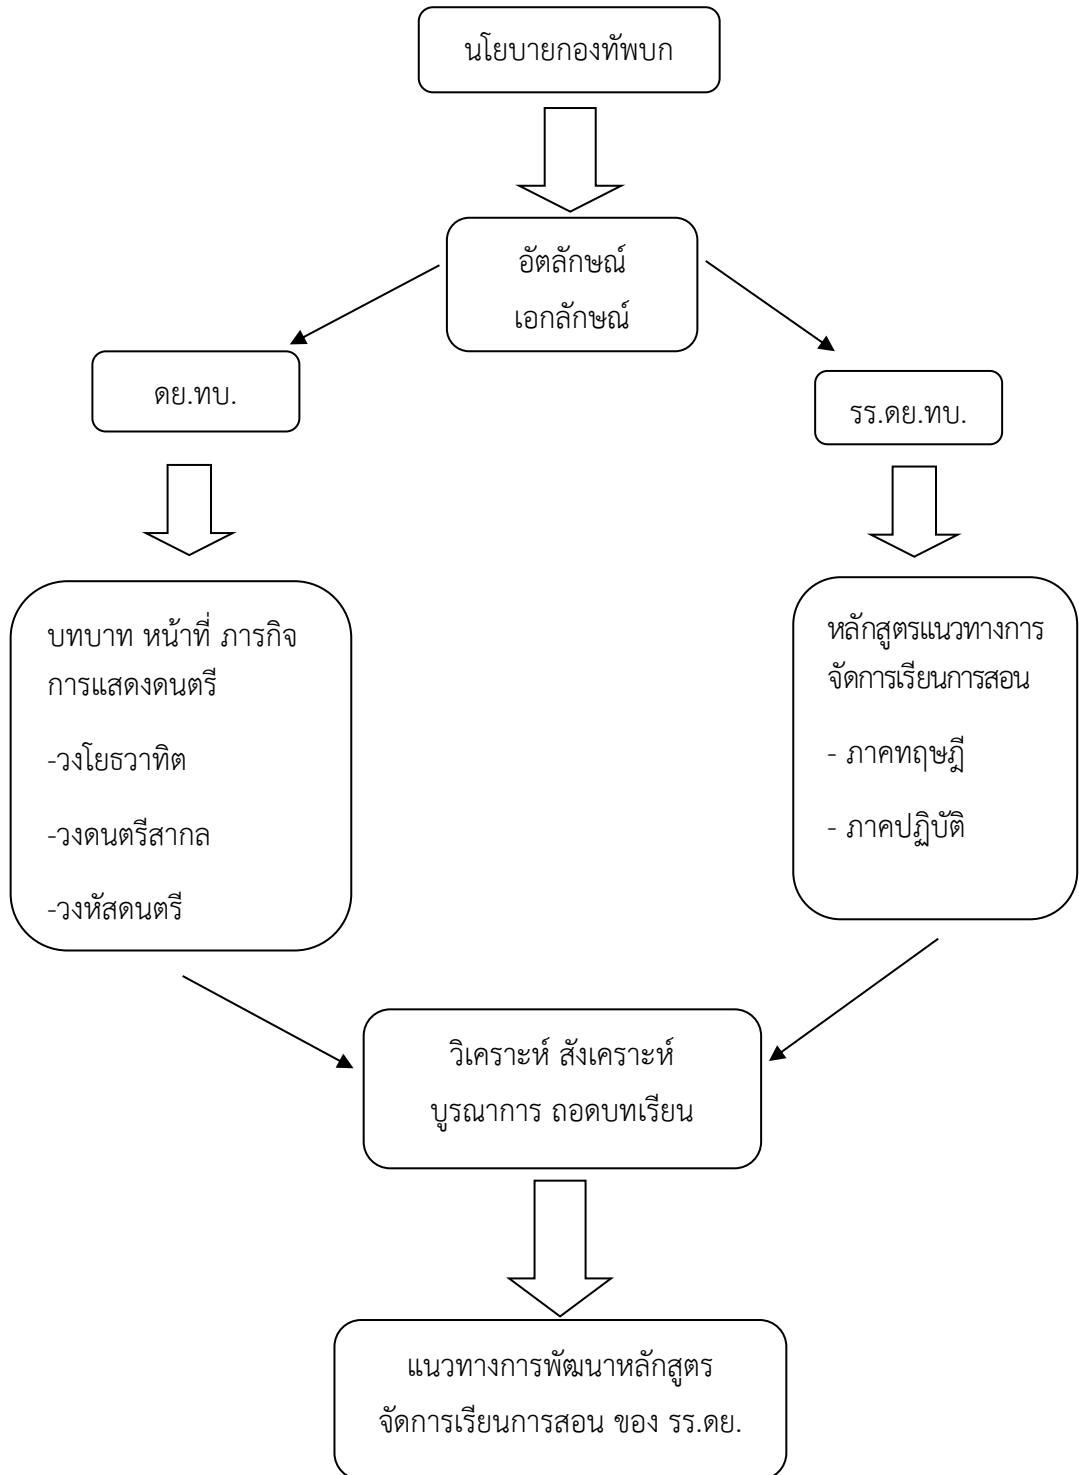 นโยบายกองทัพบก
อัตลักษณ์
เอกลักษณ์
ดย.ทบ.
รร.ดย.ทบ.
บทบาท หน้าที่ ภารกิจ
การแสดงดนตรี
-วงโยธวาทิต
-วงดนตรีสากล
-วงหัสดนตรี
หลักสูตรแนวทางการ
จัดการเรียนการสอน
- ภาคทฤษฎี
- ภาคปฏิบัติ
วิเคราะห์ สังเคราะห์
บูรณาการ ถอดบทเรียน
แนวทางการพัฒนาหลักสูตร
จัดการเรียนการสอน ของ รร.ดย.